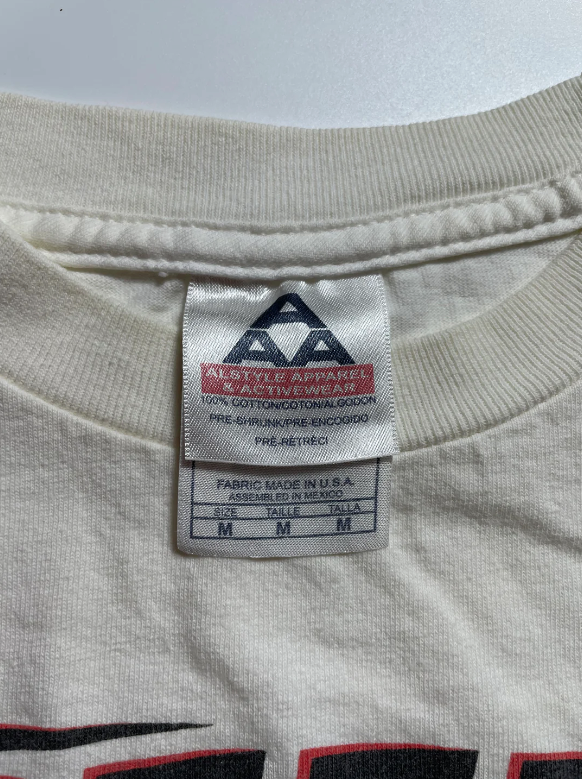 AAA
ALSTYLE APPAREL
& ACTIVEWEAR
100% COTTON/COTON/ALGODON
PRE-SHRUNK/PRE-ENCOGIDO
PRÉ-RÉTRÉCI
FABRIC MADE IN U.S.A.
ASSEMBLED IN MEXICO
SIZE TAILLE TALLA
M M M